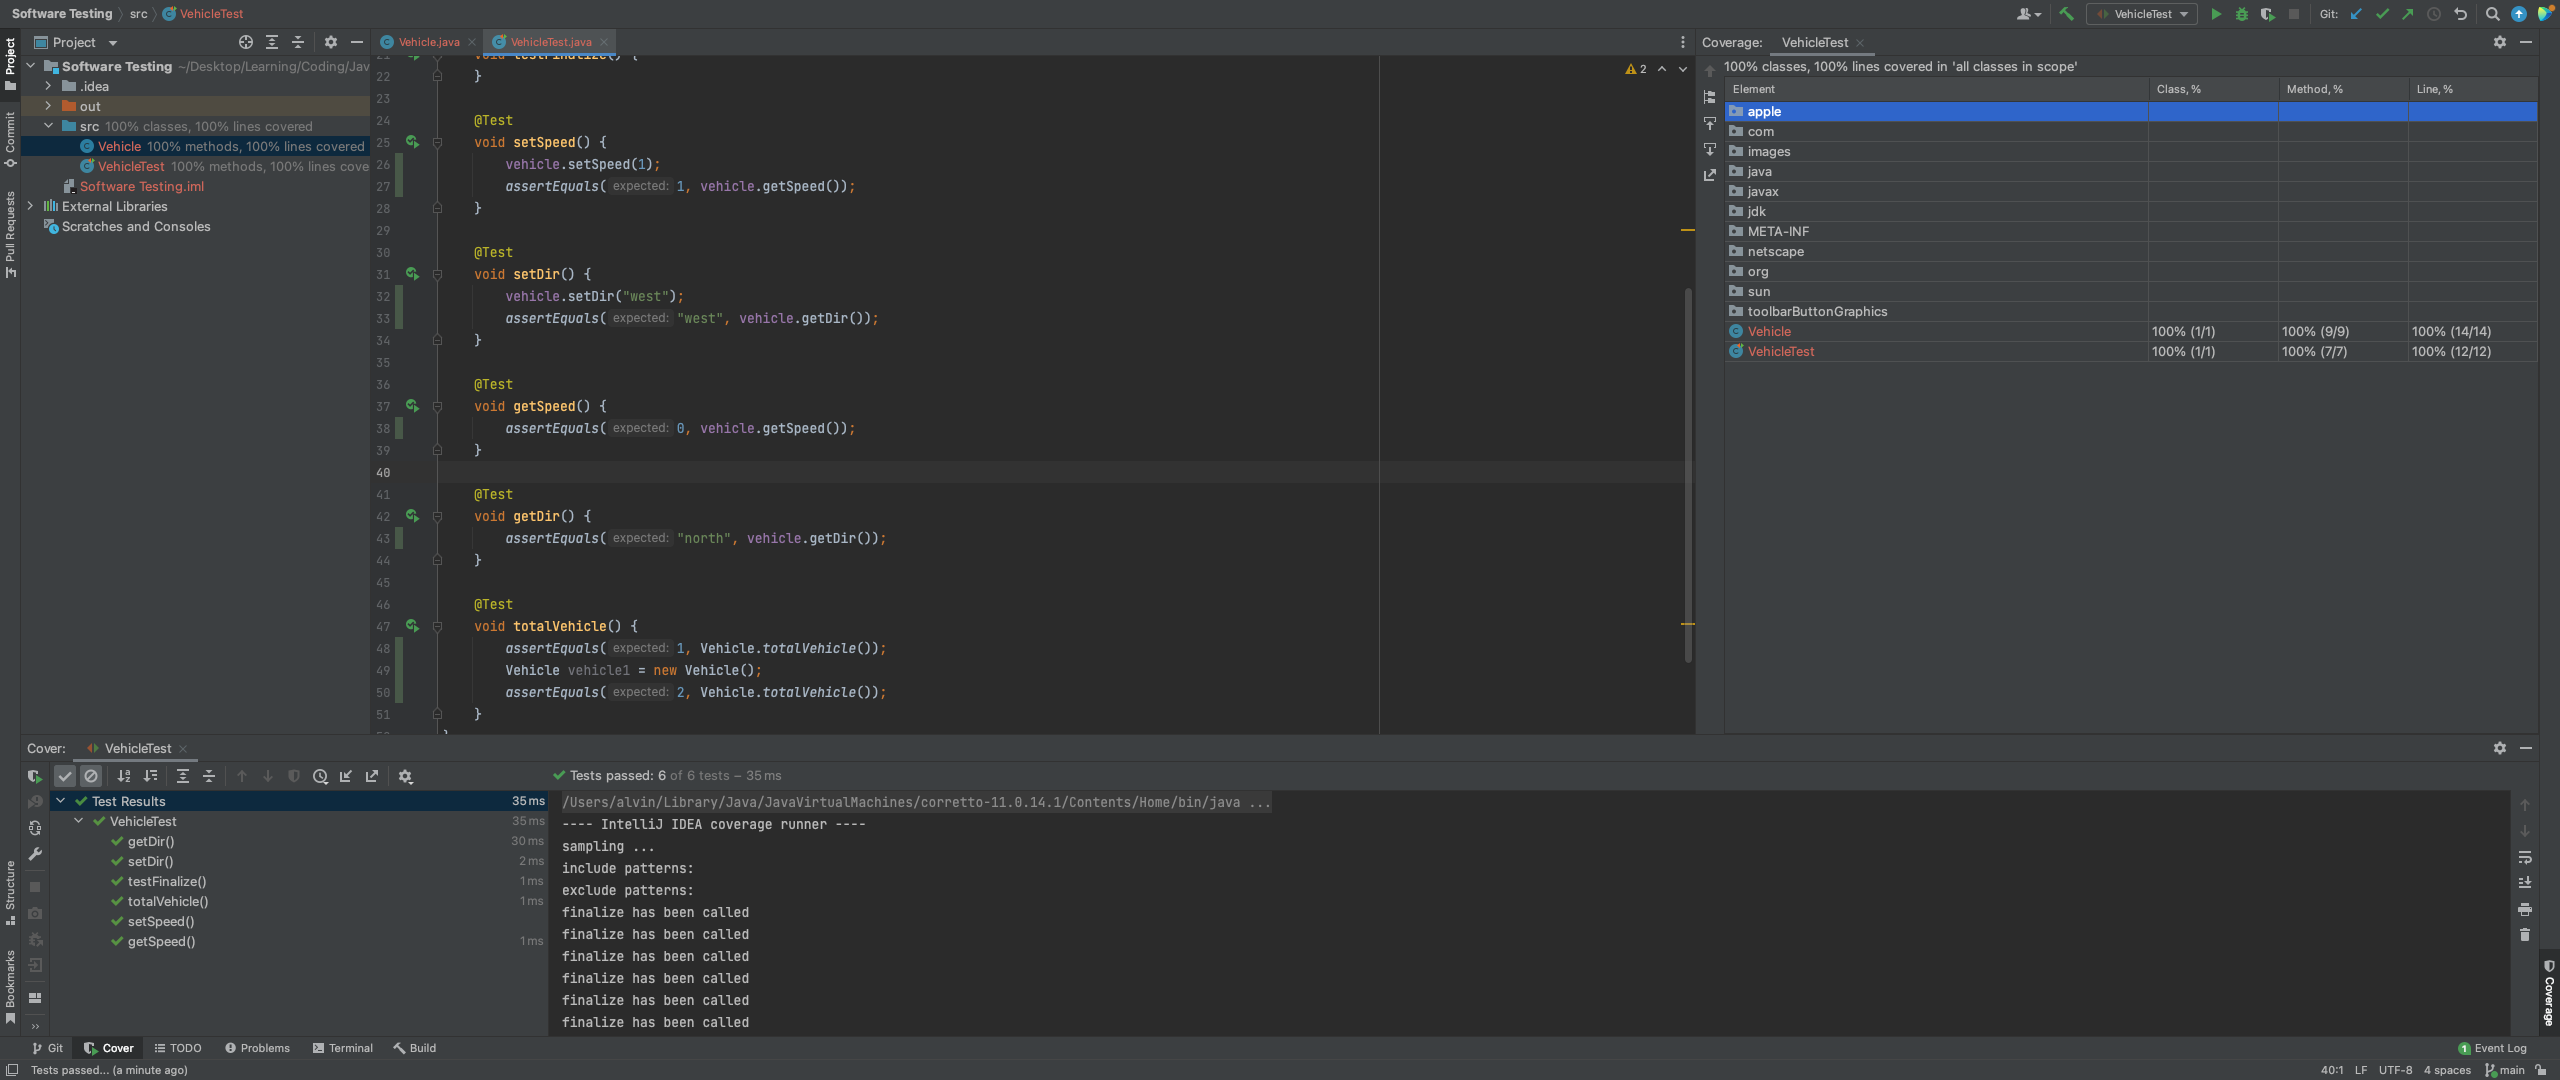 Software Testing src VehicleTest
VehicleTest
Git:
Project
Vehicle.java
VehicleTest.java
Coverage: VehicleTest
Project
Commit
Pull Requests
Structure
Bookmarks
Software Testing ~/Desktop/Learning/Coding/Jav
.idea
out
src 100% classes, 100% lines covered
Vehicle 100% methods, 100% lines covered
VehicleTest 100% methods, 100% lines cove
Software Testing.iml
External Libraries
Scratches and Consoles
2
21 void testFinalize() {
22 }
23
24 @Test
25 void setSpeed() {
26 vehicle.setSpeed(1);
27 assertEquals( expected: 1, vehicle.getSpeed());
28 }
29
30 @Test
31 void setDir() {
32 vehicle.setDir("west");
33 assertEquals( expected: "west", vehicle.getDir());
34 }
35
36 @Test
37 void getSpeed() {
38 assertEquals( expected: 0, vehicle.getSpeed());
39 }
40
41 @Test
42 void getDir() {
43 assertEquals( expected: "north", vehicle.getDir());
44 }
45
46 @Test
47 void totalVehicle() {
48 assertEquals( expected: 1, Vehicle.totalVehicle());
49 Vehicle vehicle1 = new Vehicle();
50 assertEquals( expected: 2, Vehicle.totalVehicle());
51 }
100% classes, 100% lines covered in 'all classes in scope'
Element Class, % Method, % Line, %
apple
com
images
java
javax
jdk
META-INF
netscape
org
sun
toolbarButtonGraphics
Vehicle 100% (1/1) 100% (9/9) 100% (14/14)
VehicleTest 100% (1/1) 100% (7/7) 100% (12/12)
Cover: VehicleTest
Tests passed: 6 of 6 tests – 35 ms
Test Results 35 ms
VehicleTest 35 ms
getDir() 30 ms
setDir() 2 ms
testFinalize() 1 ms
totalVehicle() 1 ms
setSpeed()
getSpeed() 1 ms
/Users/alvin/Library/Java/JavaVirtualMachines/corretto-11.0.14.1/Contents/Home/bin/java ...
---- IntelliJ IDEA coverage runner ----
sampling ...
include patterns:
exclude patterns:
finalize has been called
finalize has been called
finalize has been called
finalize has been called
finalize has been called
finalize has been called
Coverage
Git Cover TODO Problems Terminal Build
1 Event Log
Tests passed... (a minute ago)
40:1 LF UTF-8 4 spaces main